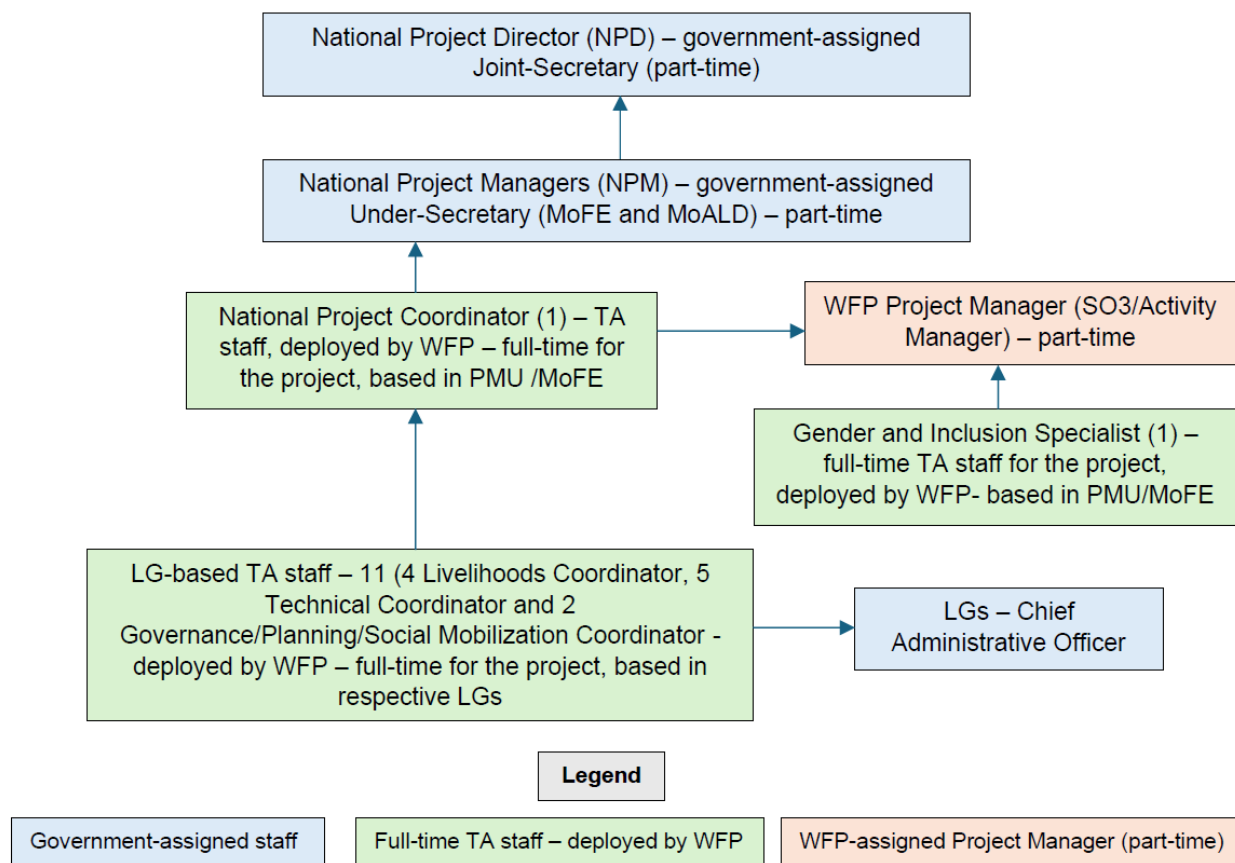 National Project Director (NPD) – government-assigned
Joint-Secretary (part-time)
National Project Managers (NPM) – government-assigned
Under-Secretary (MoFE and MoALD) – part-time
National Project Coordinator (1) – TA
staff, deployed by WFP – full-time for
the project, based in PMU /MoFE
WFP Project Manager (SO3/Activity
Manager) – part-time
Gender and Inclusion Specialist (1) –
full-time TA staff for the project,
deployed by WFP- based in PMU/MoFE
LG-based TA staff – 11 (4 Livelihoods Coordinator, 5
Technical Coordinator and 2
Governance/Planning/Social Mobilization Coordinator -
deployed by WFP – full-time for the project, based in
respective LGs
LGs – Chief
Administrative Officer
Legend
Government-assigned staff
Full-time TA staff – deployed by WFP
WFP-assigned Project Manager (part-time)